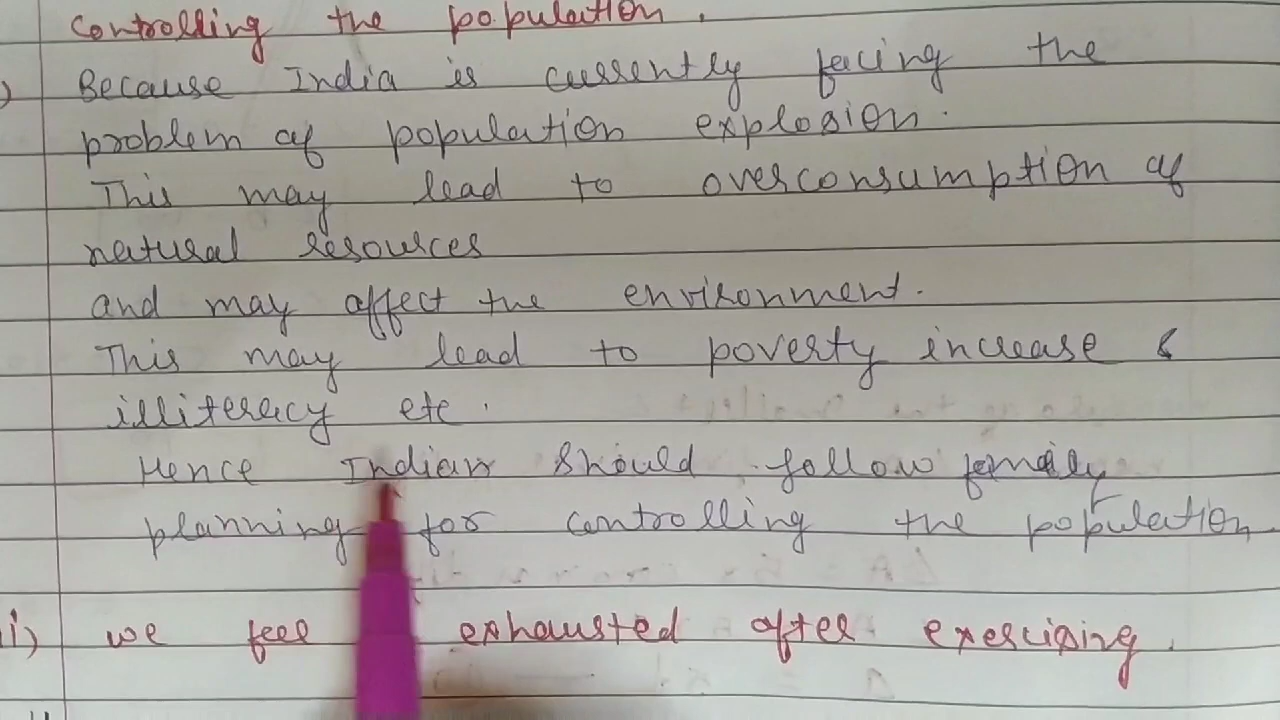 controlling the population.
) Because India is currently facing the
problem of population explosion.
This may lead to overconsumption of
natural resources
and may affect the environment.
This may lead to poverty increase &
illiteracy etc.
Hence Indian should follow family
planning for controlling the population
i) we feel exhausted after exercising.